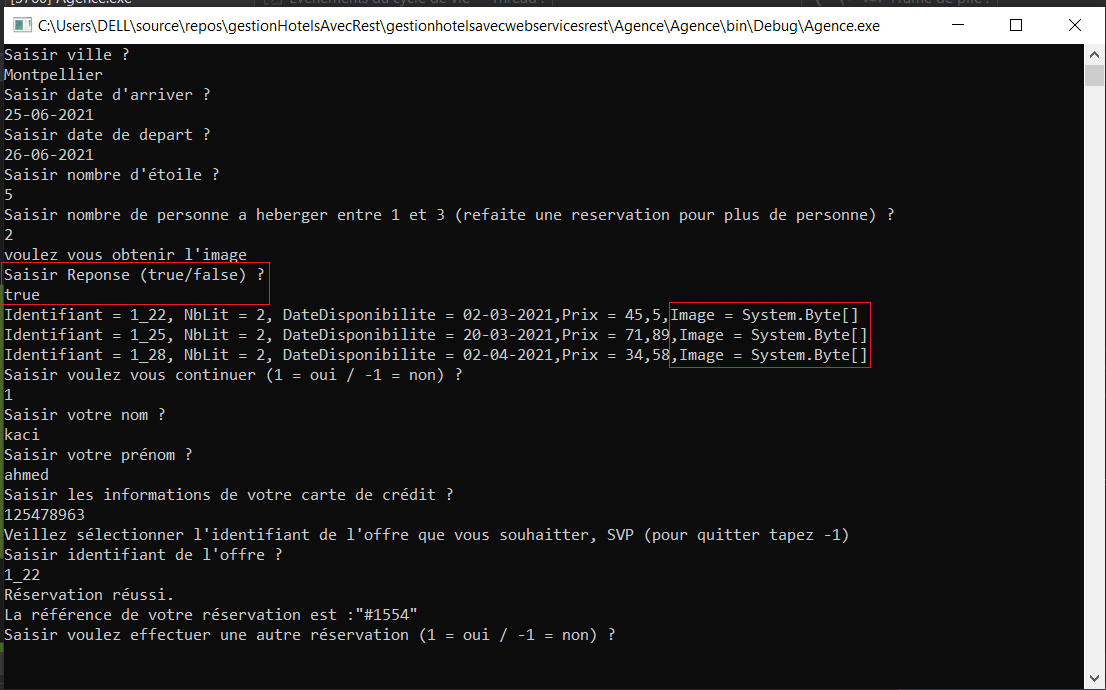 C:\Users\DELL\source\repos\gestionHotelsAvecRest\gestionhotelsavecwebservicesrest\Agence\Agence\bin\Debug\Agence.exe
Saisir ville ?
Montpellier
Saisir date d'arriver ?
25-06-2021
Saisir date de depart ?
26-06-2021
Saisir nombre d'étoile ?
5
Saisir nombre de personne a heberger entre 1 et 3 (refaite une reservation pour plus de personne) ?
2
voulez vous obtenir l'image
Saisir Reponse (true/false) ?
true
Identifiant = 1_22, NbLit = 2, DateDisponibilite = 02-03-2021,Prix = 45,5,Image = System.Byte[]
Identifiant = 1_25, NbLit = 2, DateDisponibilite = 20-03-2021,Prix = 71,89,Image = System.Byte[]
Identifiant = 1_28, NbLit = 2, DateDisponibilite = 02-04-2021,Prix = 34,58,Image = System.Byte[]
Saisir voulez vous continuer (1 = oui / -1 = non) ?
1
Saisir votre nom ?
kaci
Saisir votre prénom ?
ahmed
Saisir les informations de votre carte de crédit ?
125478963
Veillez sélectionner l'identifiant de l'offre que vous souhaitter, SVP (pour quitter tapez -1)
Saisir identifiant de l'offre ?
1_22
Réservation réussi.
La référence de votre réservation est :"#1554"
Saisir voulez effectuer une autre réservation (1 = oui / -1 = non) ?